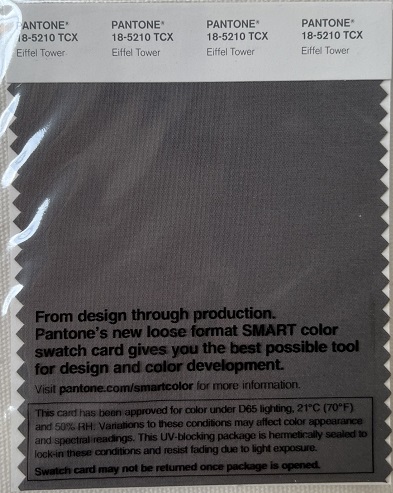 PANTONE® PANTONE® PANTONE® PANTONE®
18-5210 TCX 18-5210 TCX 18-5210 TCX 18-5210 TCX
Eiffel Tower Eiffel Tower Eiffel Tower Eiffel Tower
From design through production.
Pantone's new loose format SMART color
swatch card gives you the best possible tool
for design and color development.
Visit pantone.com/smartcolor for more information.
This card has been approved for color under D65 lighting, 21°C (70°F)
and 50% RH. Variations to these conditions may affect color appearance
and spectral readings. This UV-blocking package is hermetically sealed to
lock-in these conditions and resist fading due to light exposure.
Swatch card may not be returned once package is opened.